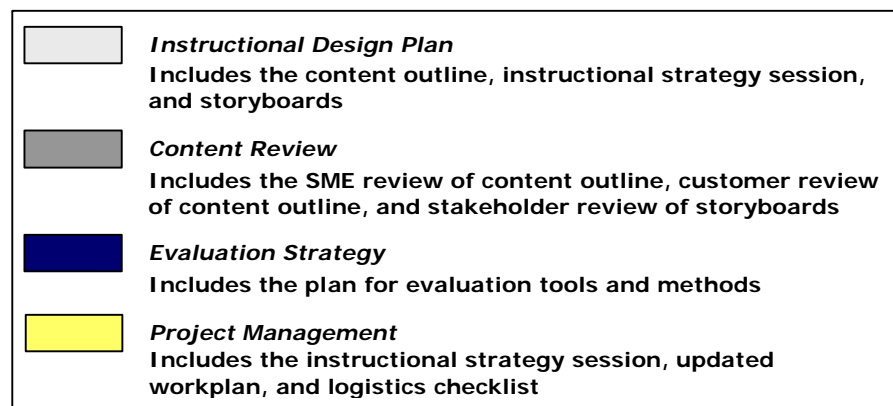 Instructional Design Plan
Includes the content outline, instructional strategy session,
and storyboards
Content Review
Includes the SME review of content outline, customer review
of content outline, and stakeholder review of storyboards
Evaluation Strategy
Includes the plan for evaluation tools and methods
Project Management
Includes the instructional strategy session, updated
workplan, and logistics checklist